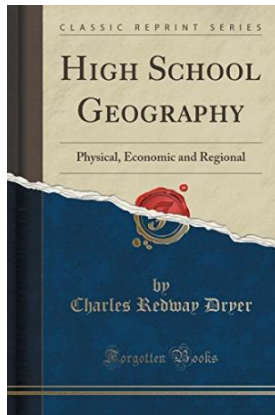 CLASSIC REPRINT SERIES
HIGH SCHOOL
GEOGRAPHY
Physical, Economic and Regional
by
Charles Redway Dryer
Forgotten Books